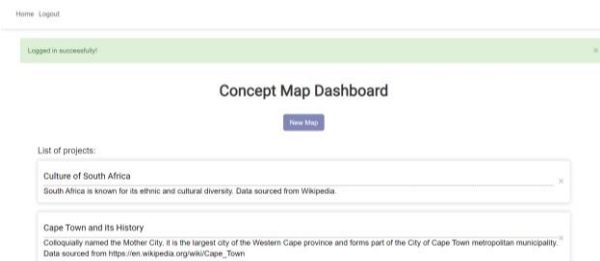 Home Logout
Logged in successfully!
×
Concept Map Dashboard
New Map
List of projects:
Culture of South Africa
×
South Africa is known for its ethnic and cultural diversity. Data sourced from Wikipedia.
Cape Town and its History
×
Colloquially named the Mother City, it is the largest city of the Western Cape province and forms part of the City of Cape Town metropolitan municipality.
Data sourced from https://en.wikipedia.org/wiki/Cape_Town